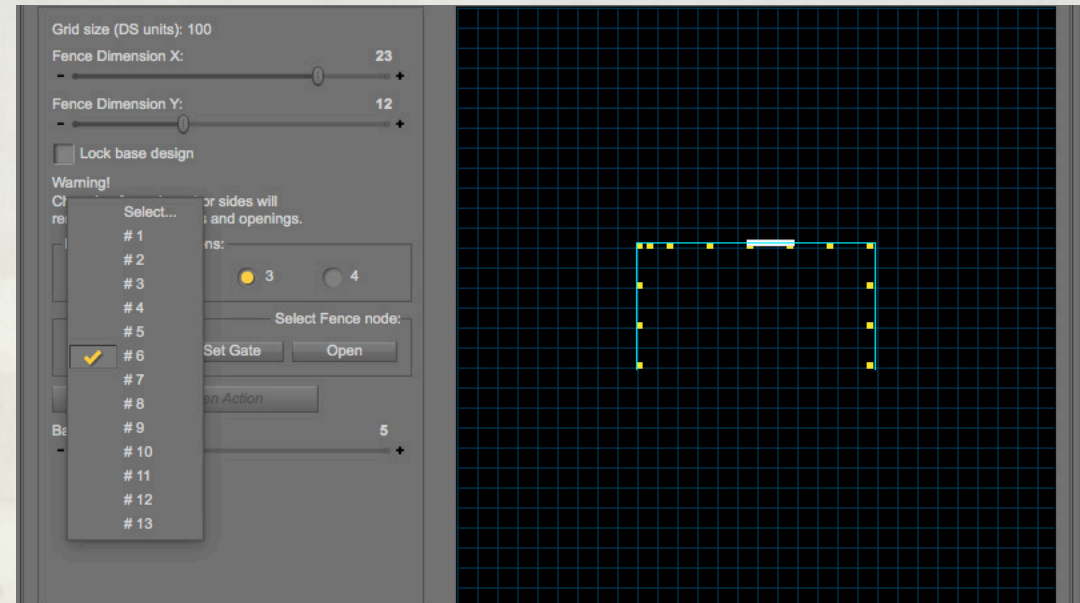 Grid size (DS units): 100
Fence Dimension X: 23
- +
Fence Dimension Y: 12
- +
Lock base design
Warning!
or sides will
and openings.
Select...
# 1
# 2
# 3
# 4
# 5
# 6
# 7
# 8
# 9
# 10
# 11
# 12
# 13
3 4
Select Fence node:
Set Gate Open
Action
5
- +